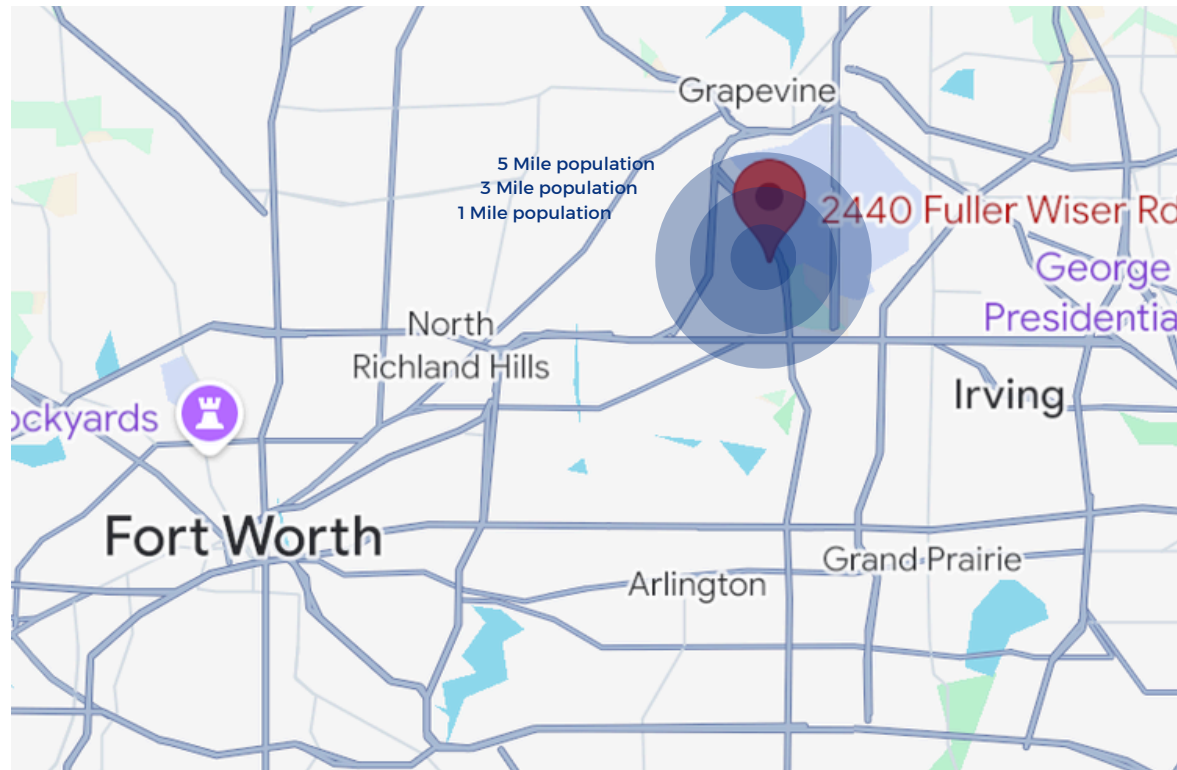 Grapevine
5 Mile population
3 Mile population
1 Mile population
2440 Fuller Wiser Rd
George
Presidentia
North
Richland Hills
Irving
ockyards
Fort Worth
Grand Prairie
Arlington